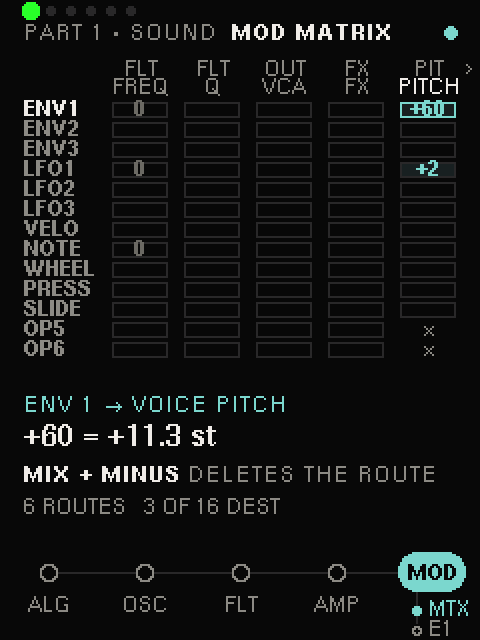 PART 1 · SOUND MOD MATRIX
FLT FLT OUT FX PIT >
FREQ Q VCA FX PITCH
ENV1 0 +60
ENV2
ENV3
LFO1 0 +2
LFO2
LFO3
VELO
NOTE 0
WHEEL
PRESS
SLIDE
OP5 ×
OP6 ×
ENV 1 → VOICE PITCH
+60 = +11.3 st
MIX + MINUS DELETES THE ROUTE
6 ROUTES 3 OF 16 DEST
MOD
ALG OSC FLT AMP MTX
E1